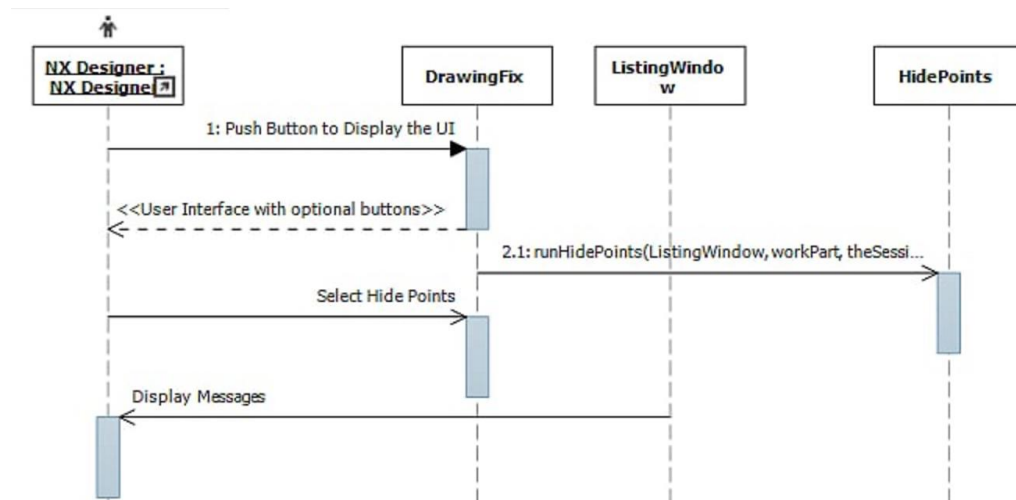 NX Designer :
NX Designer
DrawingFix
ListingWindo
w
HidePoints
1: Push Button to Display the UI
<<User Interface with optional buttons>>
2.1: runHidePoints(ListingWindow, workPart, theSessi...
Select Hide Points
Display Messages